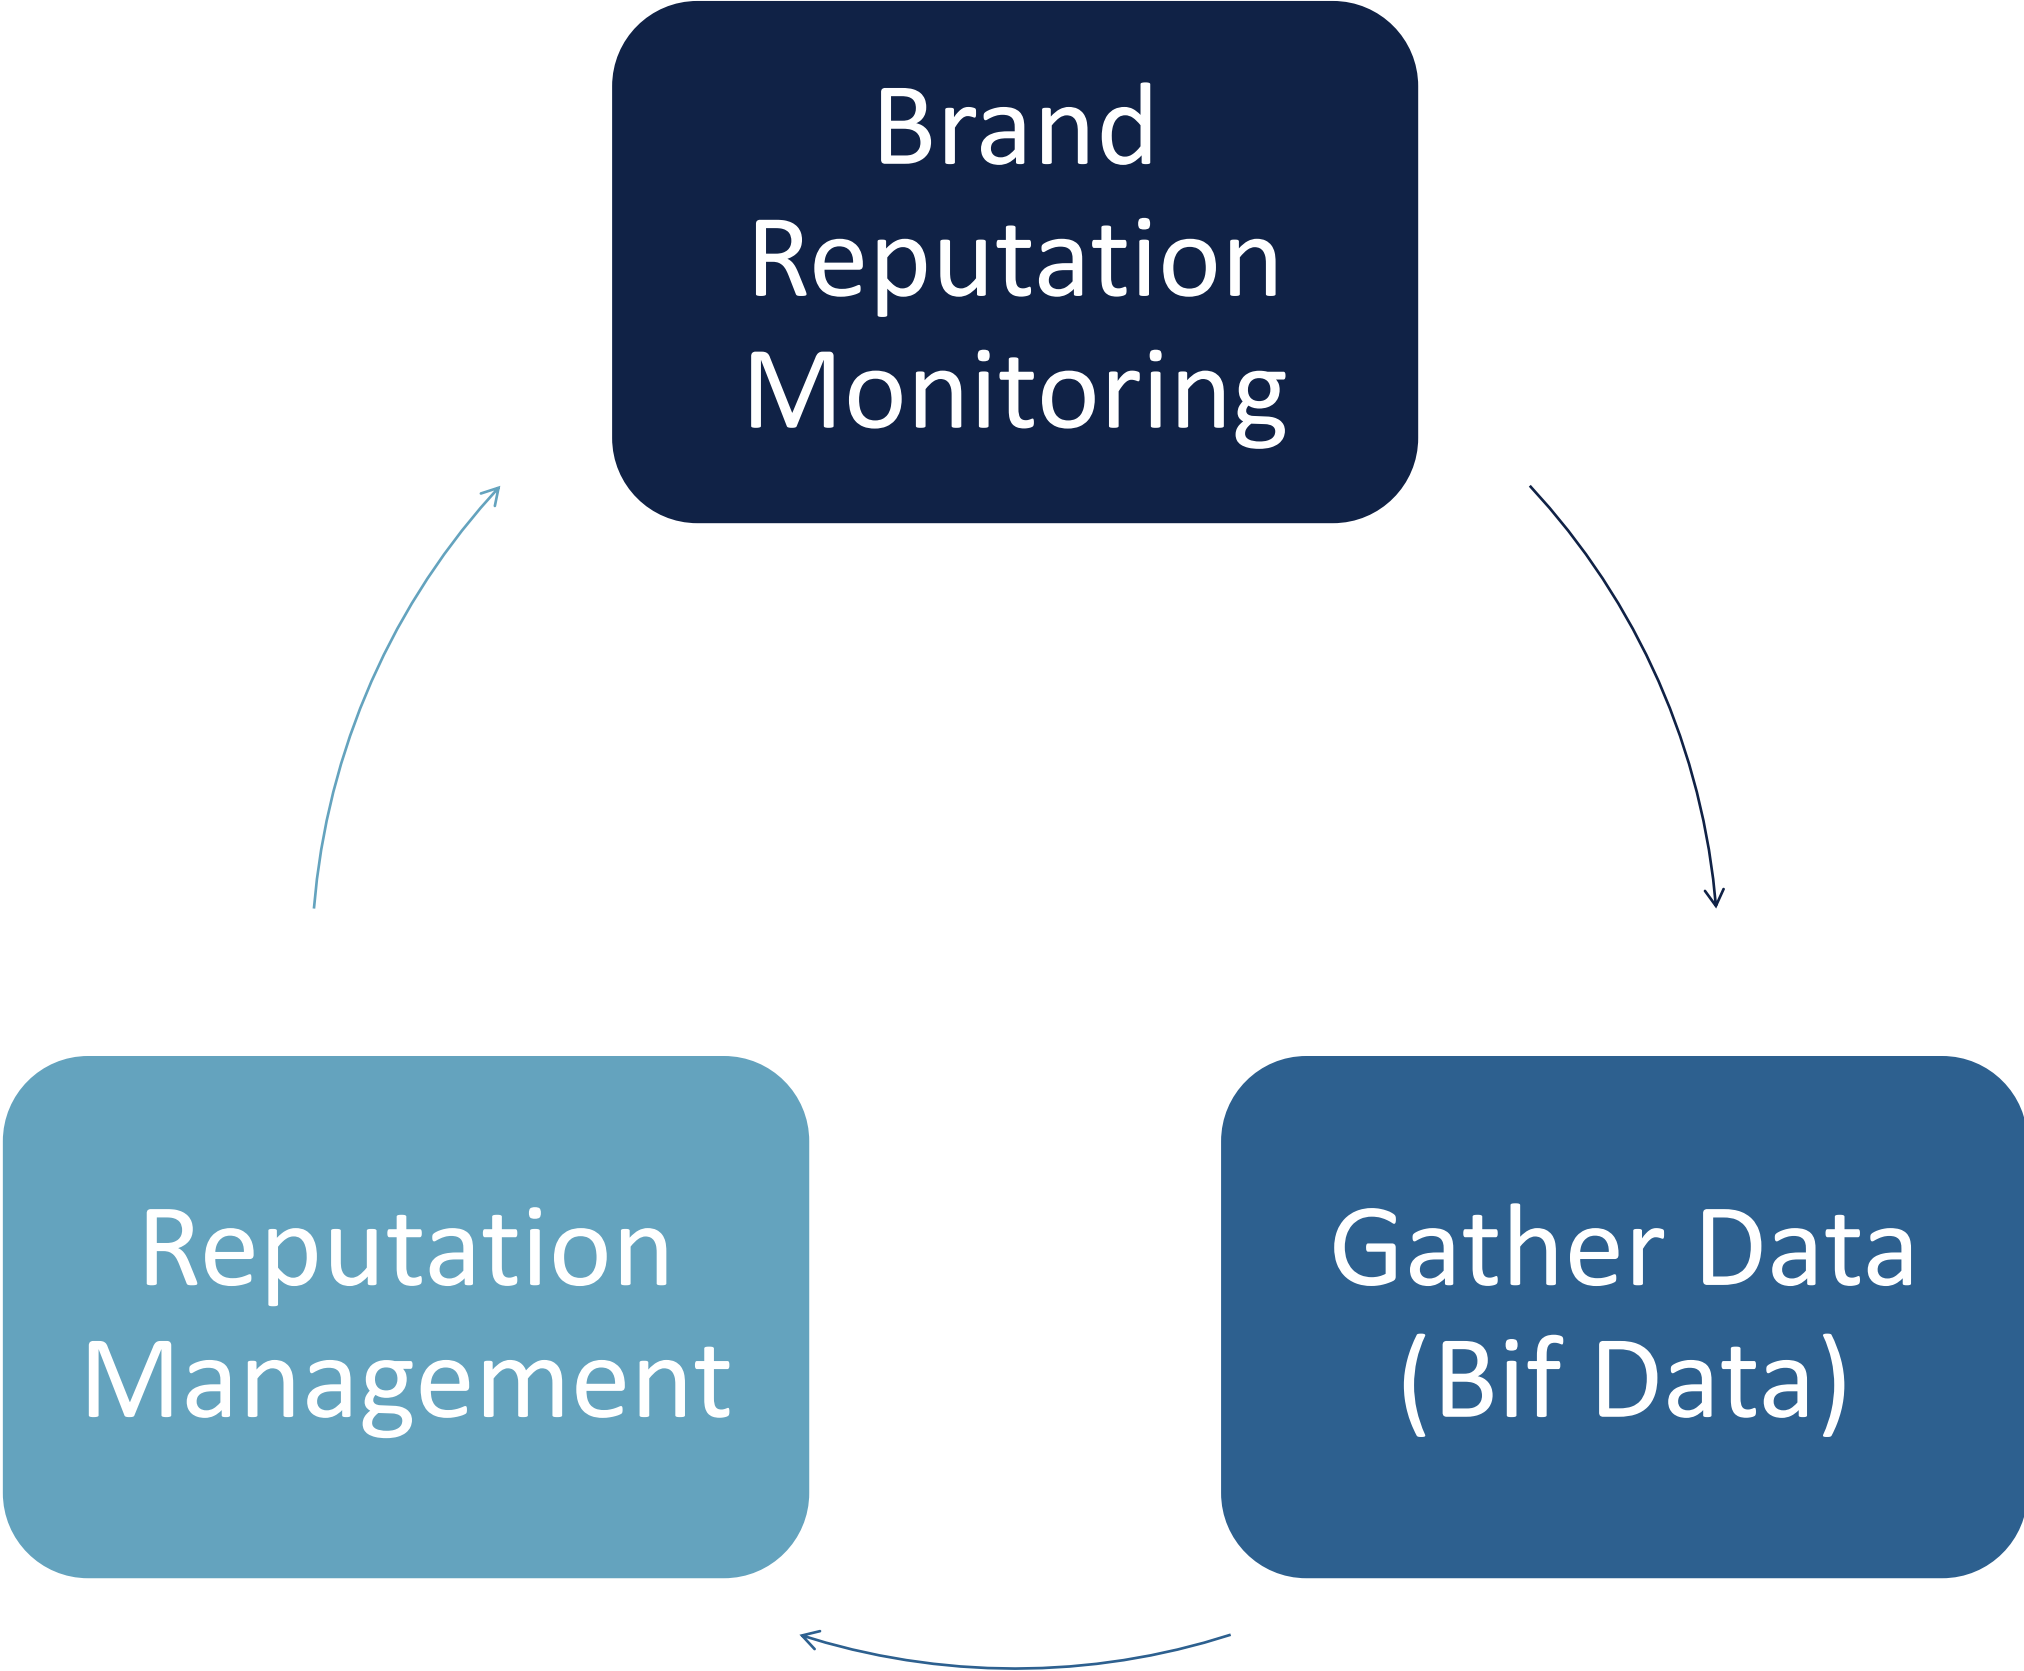 Brand
Reputation
Monitoring
Reputation
Management
Gather Data
(Bif Data)